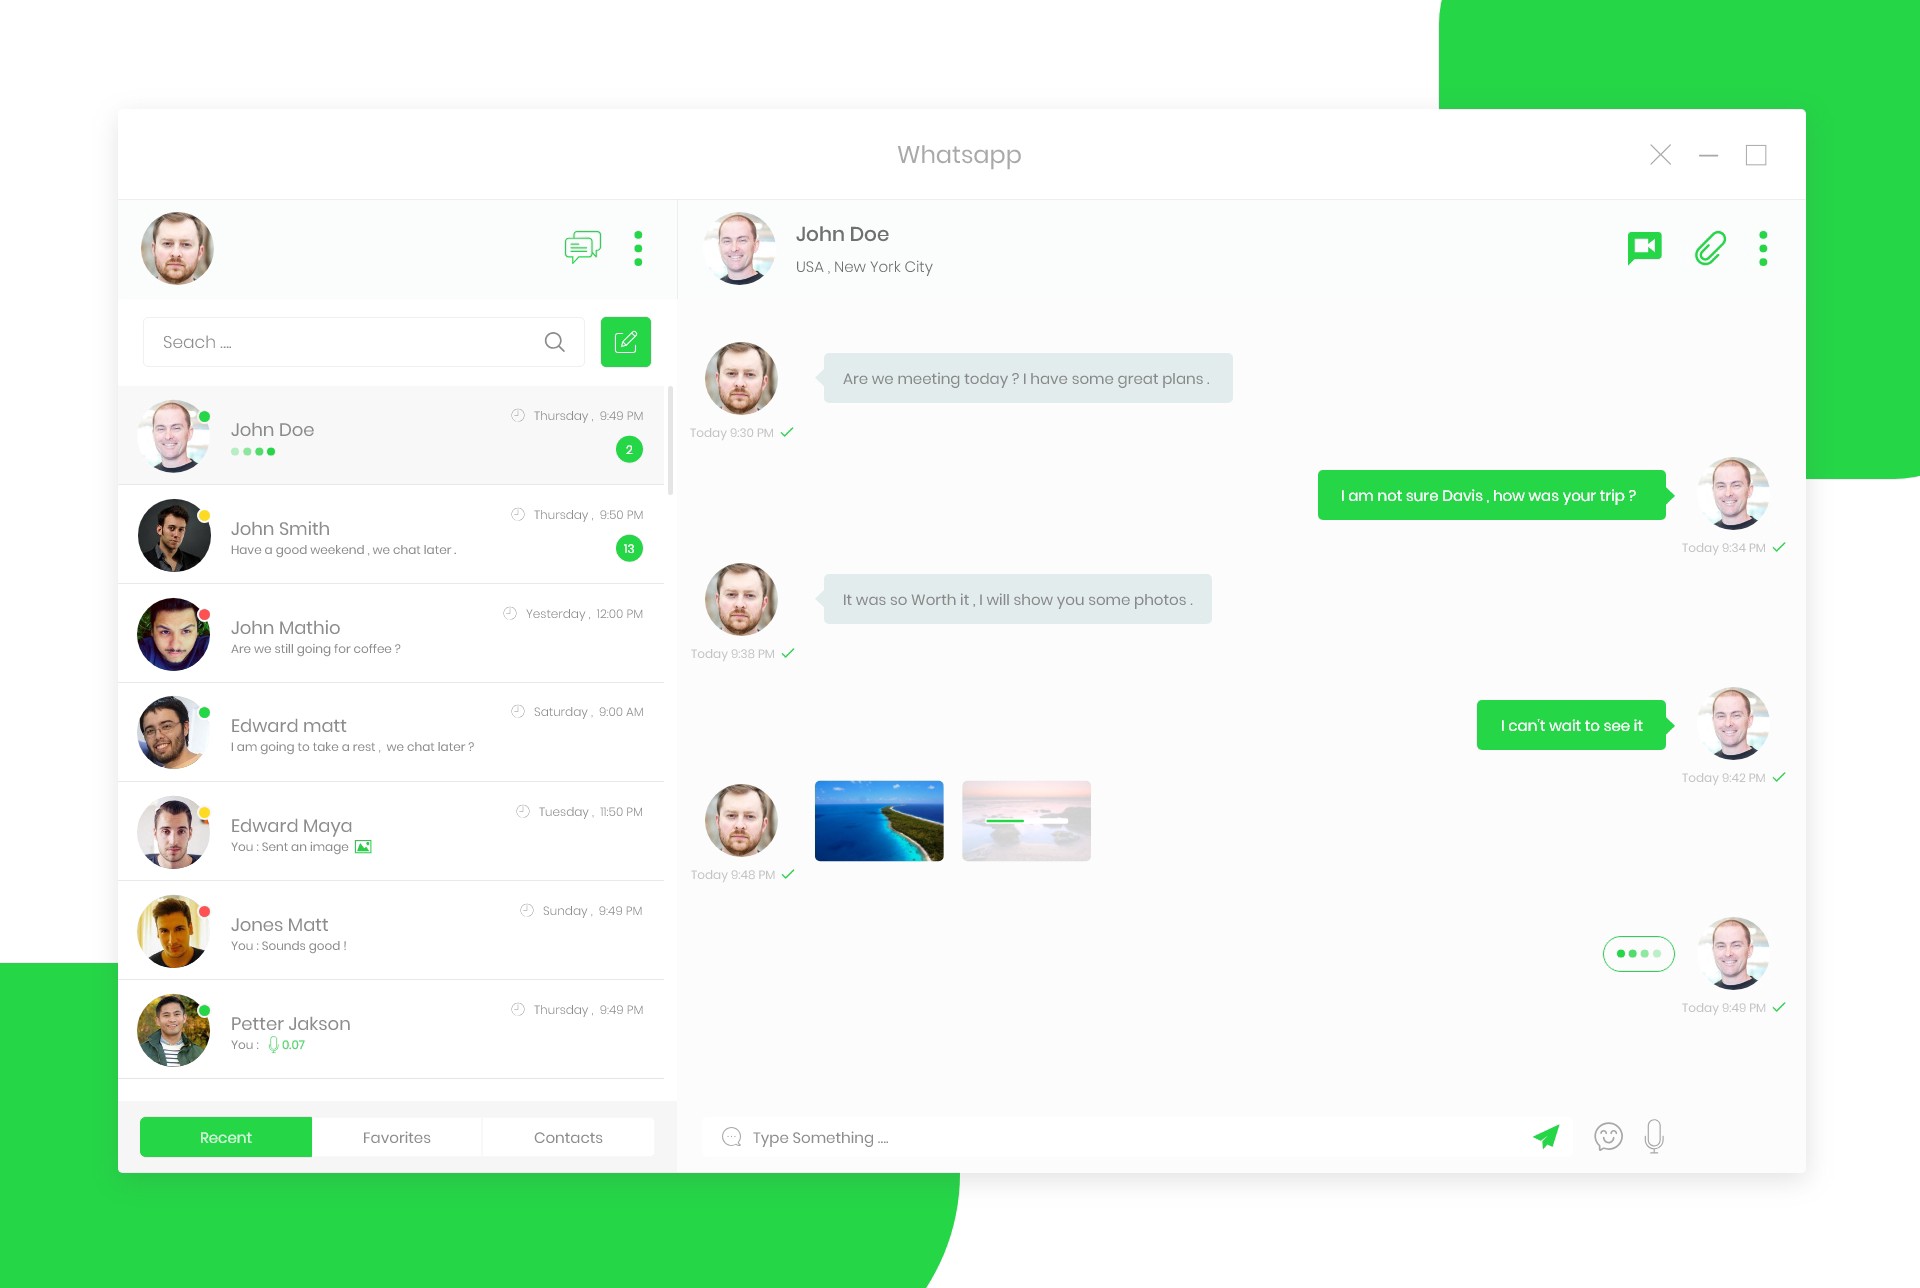 Whatsapp
John Doe
USA , New York City
Seach ....
John Doe
Thursday , 9:49 PM
2
John Smith
Thursday , 9:50 PM
Have a good weekend , we chat later .
13
John Mathio
Yesterday , 12:00 PM
Are we still going for coffee ?
Edward matt
Saturday , 9:00 AM
I am going to take a rest , we chat later ?
Edward Maya
Tuesday , 11:50 PM
You : Sent an image
Jones Matt
Sunday , 9:49 PM
You : Sounds good !
Petter Jakson
Thursday , 9:49 PM
You : 0.07
Recent
Favorites
Contacts
Are we meeting today ? I have some great plans .
Today 9:30 PM
I am not sure Davis , how was your trip ?
Today 9:34 PM
It was so Worth it , I will show you some photos .
Today 9:38 PM
I can't wait to see it
Today 9:42 PM
Today 9:48 PM
Today 9:49 PM
Type Something ....